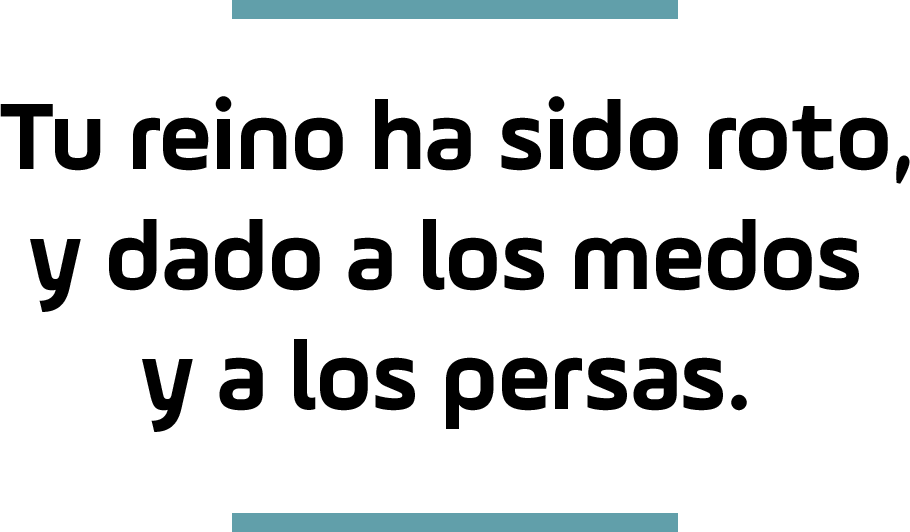 Tu reino ha sido roto,
y dado a los medos
y a los persas.